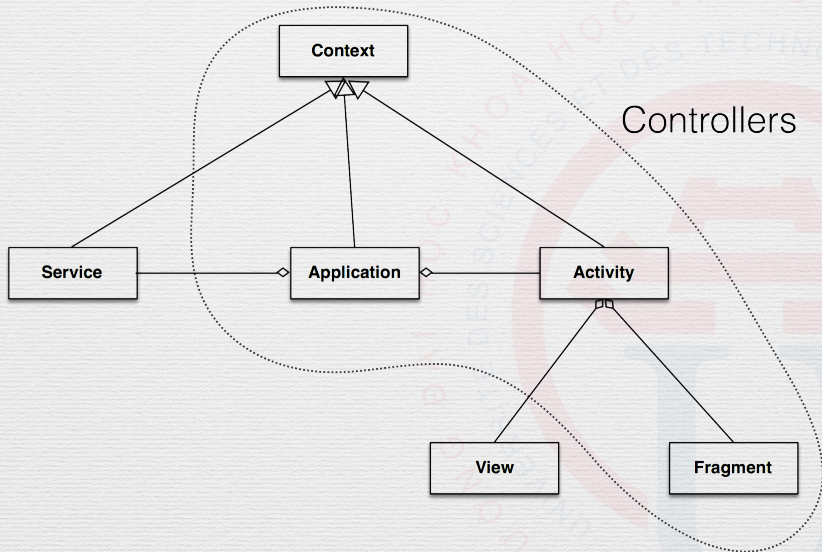 Context
Controllers
Service
Application
Activity
View
Fragment